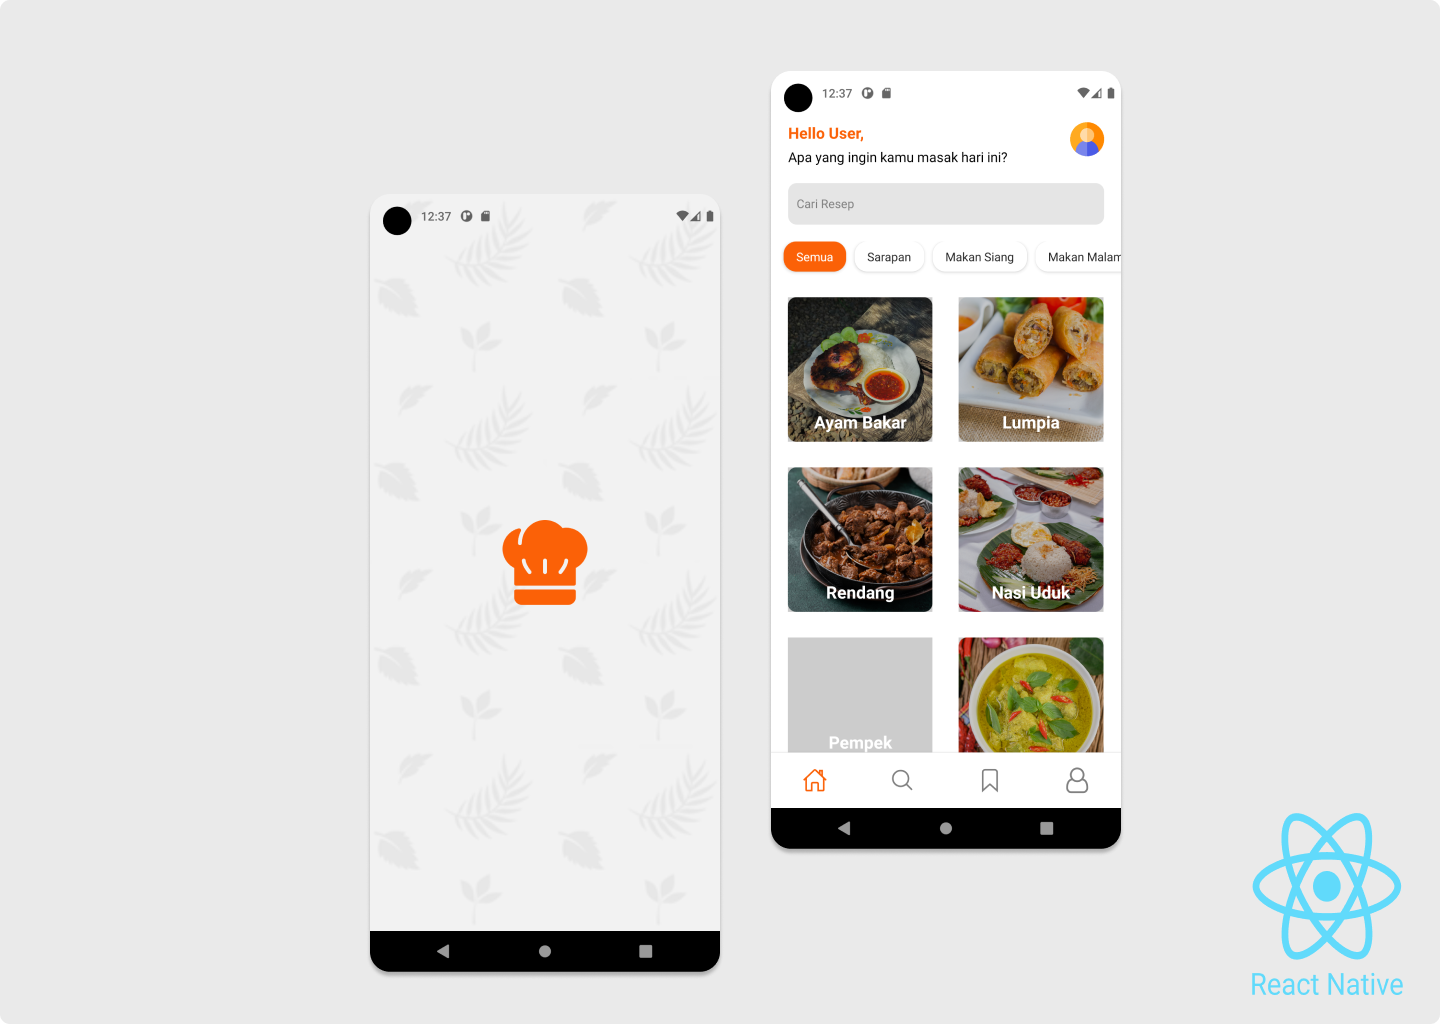 12:37
12:37
Hello User,
Apa yang ingin kamu masak hari ini?
Cari Resep
Semua Sarapan Makan Siang Makan Malam
Ayam Bakar Lumpia
Rendang Nasi Uduk
Pempek
React Native